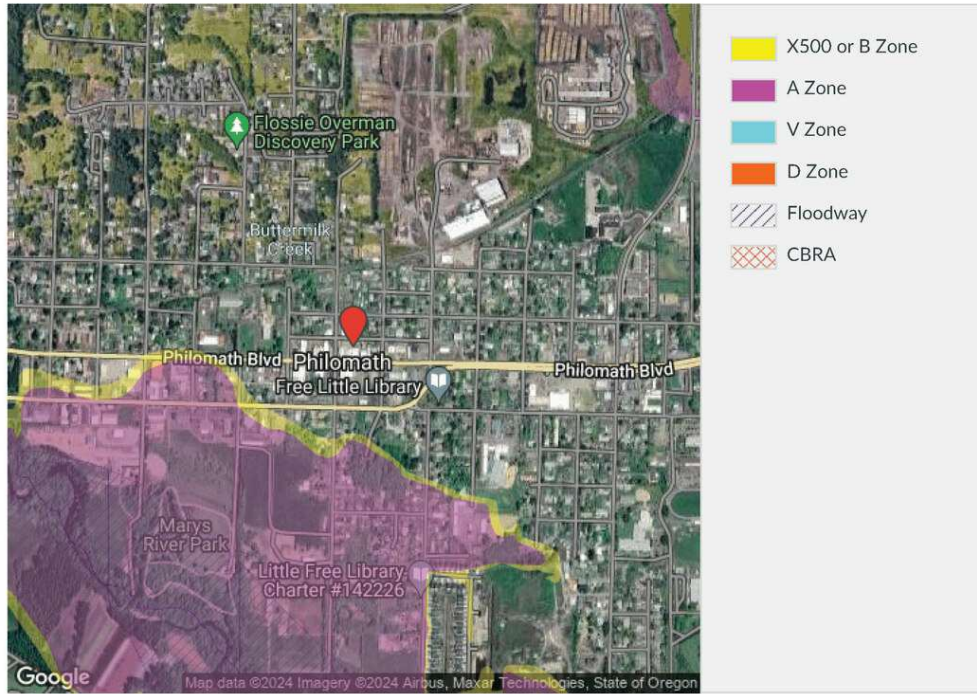 Flossie Overman
Discovery Park
Buttermilk
Creek
Philomath Blvd
Philomath
Philomath Blvd
Free Little Library
Marys
River Park
Little Free Library
Charter #142226
Google
Map data ©2024 Imagery ©2024 Airbus, Maxar Technologies, State of Oregon
X500 or B Zone
A Zone
V Zone
D Zone
Floodway
CBRA